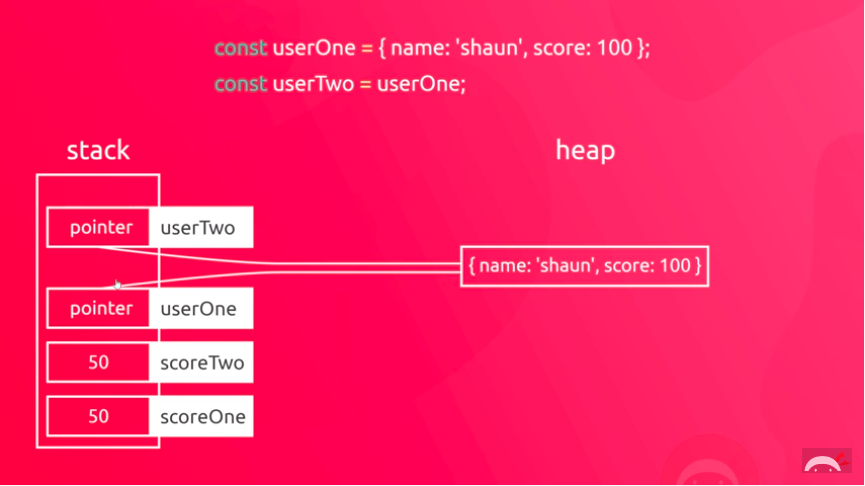 const userOne = { name: 'shaun', score: 100 };
const userTwo = userOne;
stack
heap
pointer userTwo
{ name: 'shaun', score: 100 }
pointer userOne
50 scoreTwo
50 scoreOne